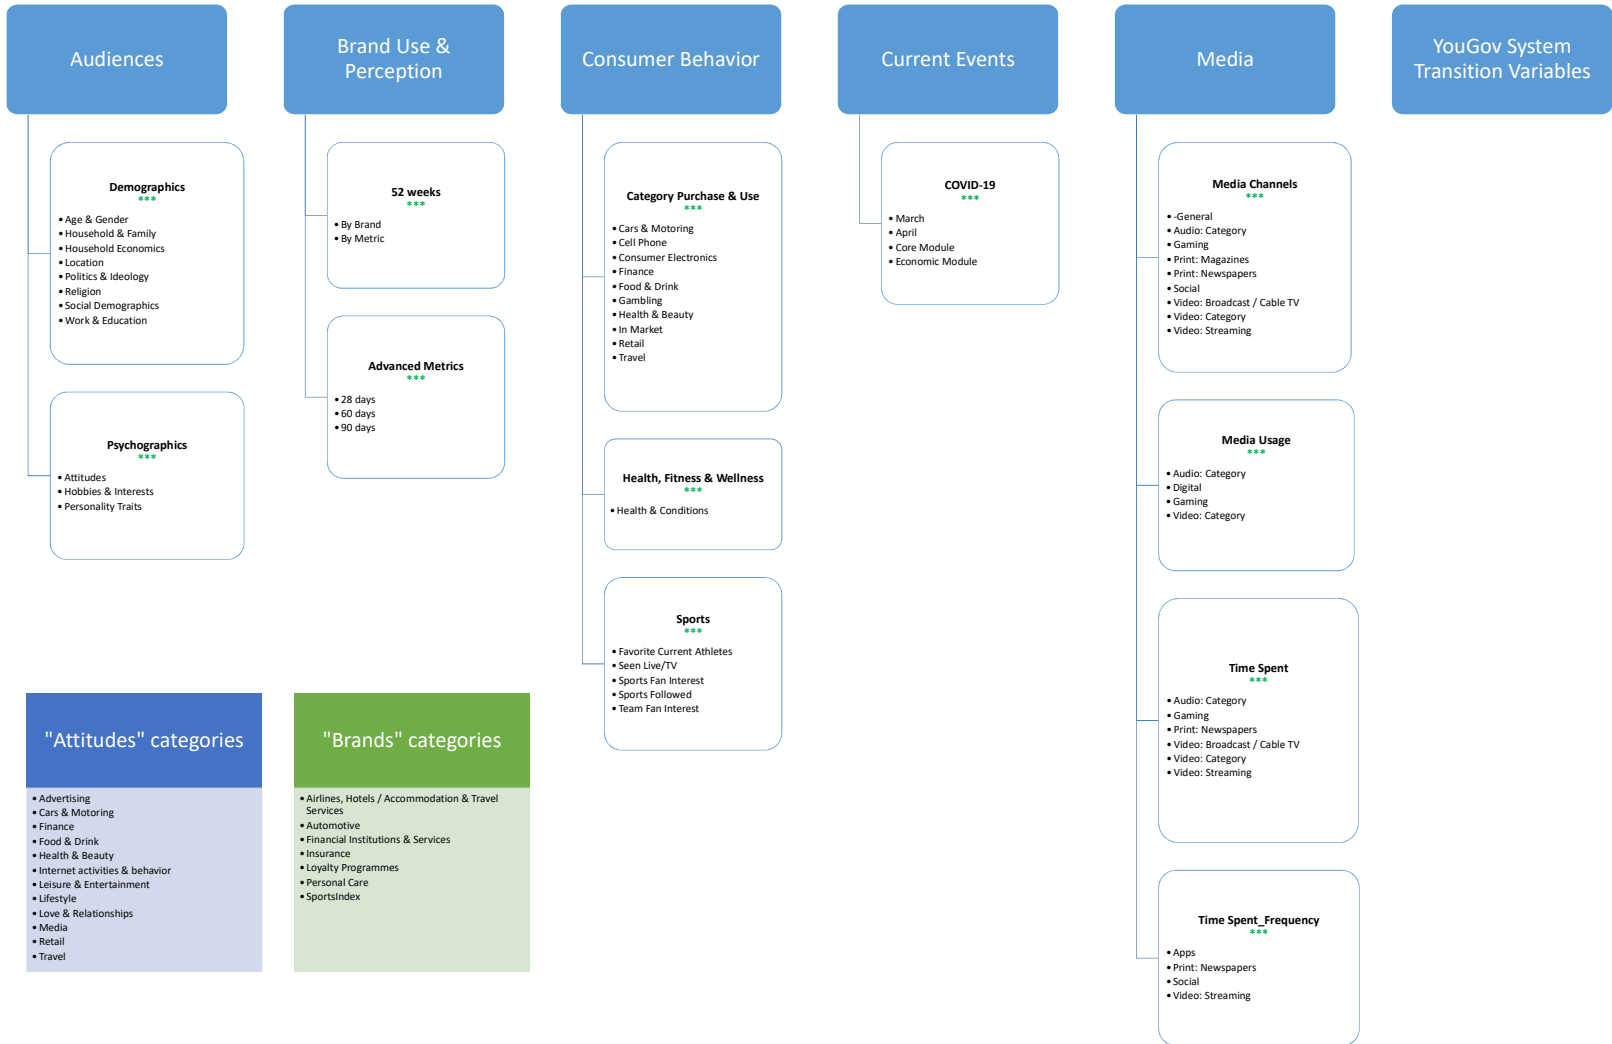 Audiences
Demographics
***
• Age & Gender
• Household & Family
• Household Economics
• Location
• Politics & Ideology
• Religion
• Social Demographics
• Work & Education
Psychographics
***
• Attitudes
• Hobbies & Interests
• Personality Traits
Brand Use &
Perception
52 weeks
***
• By Brand
• By Metric
Advanced Metrics
***
• 28 days
• 60 days
• 90 days
Consumer Behavior
Category Purchase & Use
***
• Cars & Motoring
• Cell Phone
• Consumer Electronics
• Finance
• Food & Drink
• Gambling
• Health & Beauty
• In Market
• Retail
• Travel
Health, Fitness & Wellness
***
• Health & Conditions
Sports
***
• Favorite Current Athletes
• Seen Live/TV
• Sports Fan Interest
• Sports Followed
• Team Fan Interest
Current Events
COVID-19
***
• March
• April
• Core Module
• Economic Module
Media
Media Channels
***
• -General
• Audio: Category
• Gaming
• Print: Magazines
• Print: Newspapers
• Social
• Video: Broadcast / Cable TV
• Video: Category
• Video: Streaming
Media Usage
***
• Audio: Category
• Digital
• Gaming
• Video: Category
Time Spent
***
• Audio: Category
• Gaming
• Print: Newspapers
• Video: Broadcast / Cable TV
• Video: Category
• Video: Streaming
Time Spent_Frequency
***
• Apps
• Print: Newspapers
• Social
• Video: Streaming
YouGov System
Transition Variables
"Attitudes" categories
• Advertising
• Cars & Motoring
• Finance
• Food & Drink
• Health & Beauty
• Internet activities & behavior
• Leisure & Entertainment
• Lifestyle
• Love & Relationships
• Media
• Retail
• Travel
"Brands" categories
• Airlines, Hotels / Accommodation & Travel
Services
• Automotive
• Financial Institutions & Services
• Insurance
• Loyalty Programmes
• Personal Care
• SportsIndex